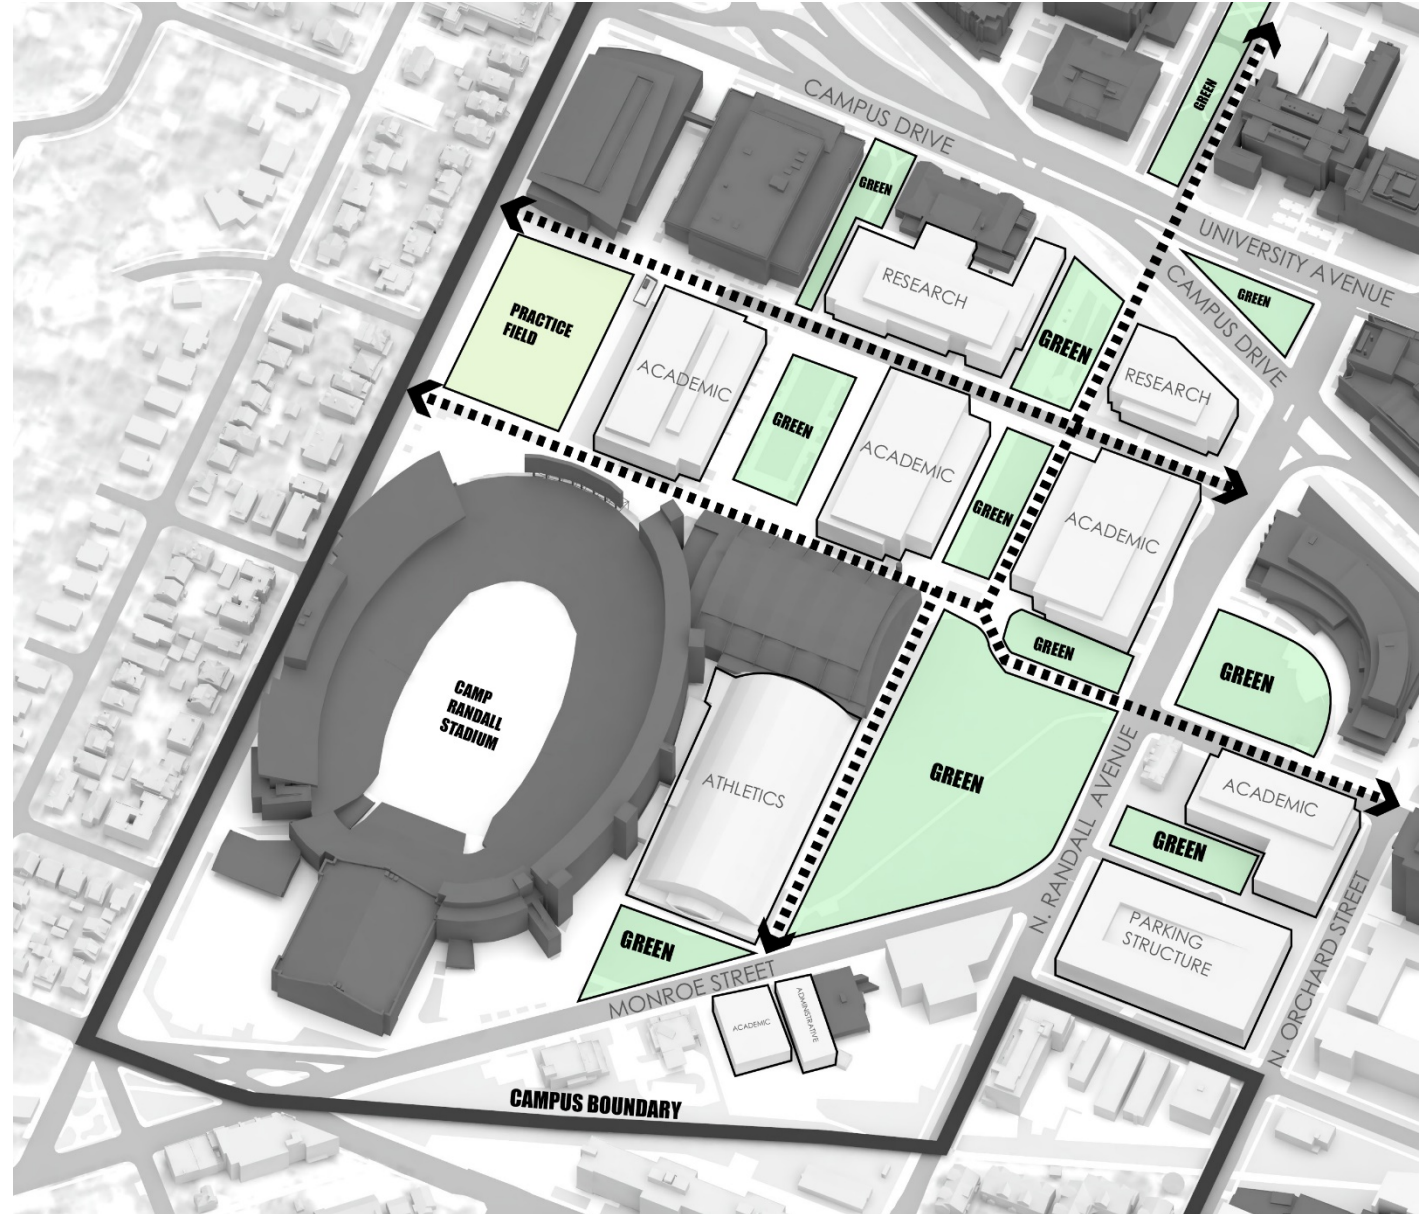 GREEN
CAMPUS DRIVE
GREEN
UNIVERSITY AVENUE
RESEARCH
CAMPUS DRIVE
GREEN
PRACTICE
FIELD
GREEN
ACADEMIC
RESEARCH
GREEN
ACADEMIC
GREEN
ACADEMIC
GREEN
GREEN
CAMP
RANDALL
STADIUM
ATHLETICS
GREEN
N. RANDALL AVENUE
ACADEMIC
GREEN
GREEN
PARKING
STRUCTURE
MONROE STREET
N. ORCHARD STREET
ACADEMIC
ADMINISTRATIVE
CAMPUS BOUNDARY